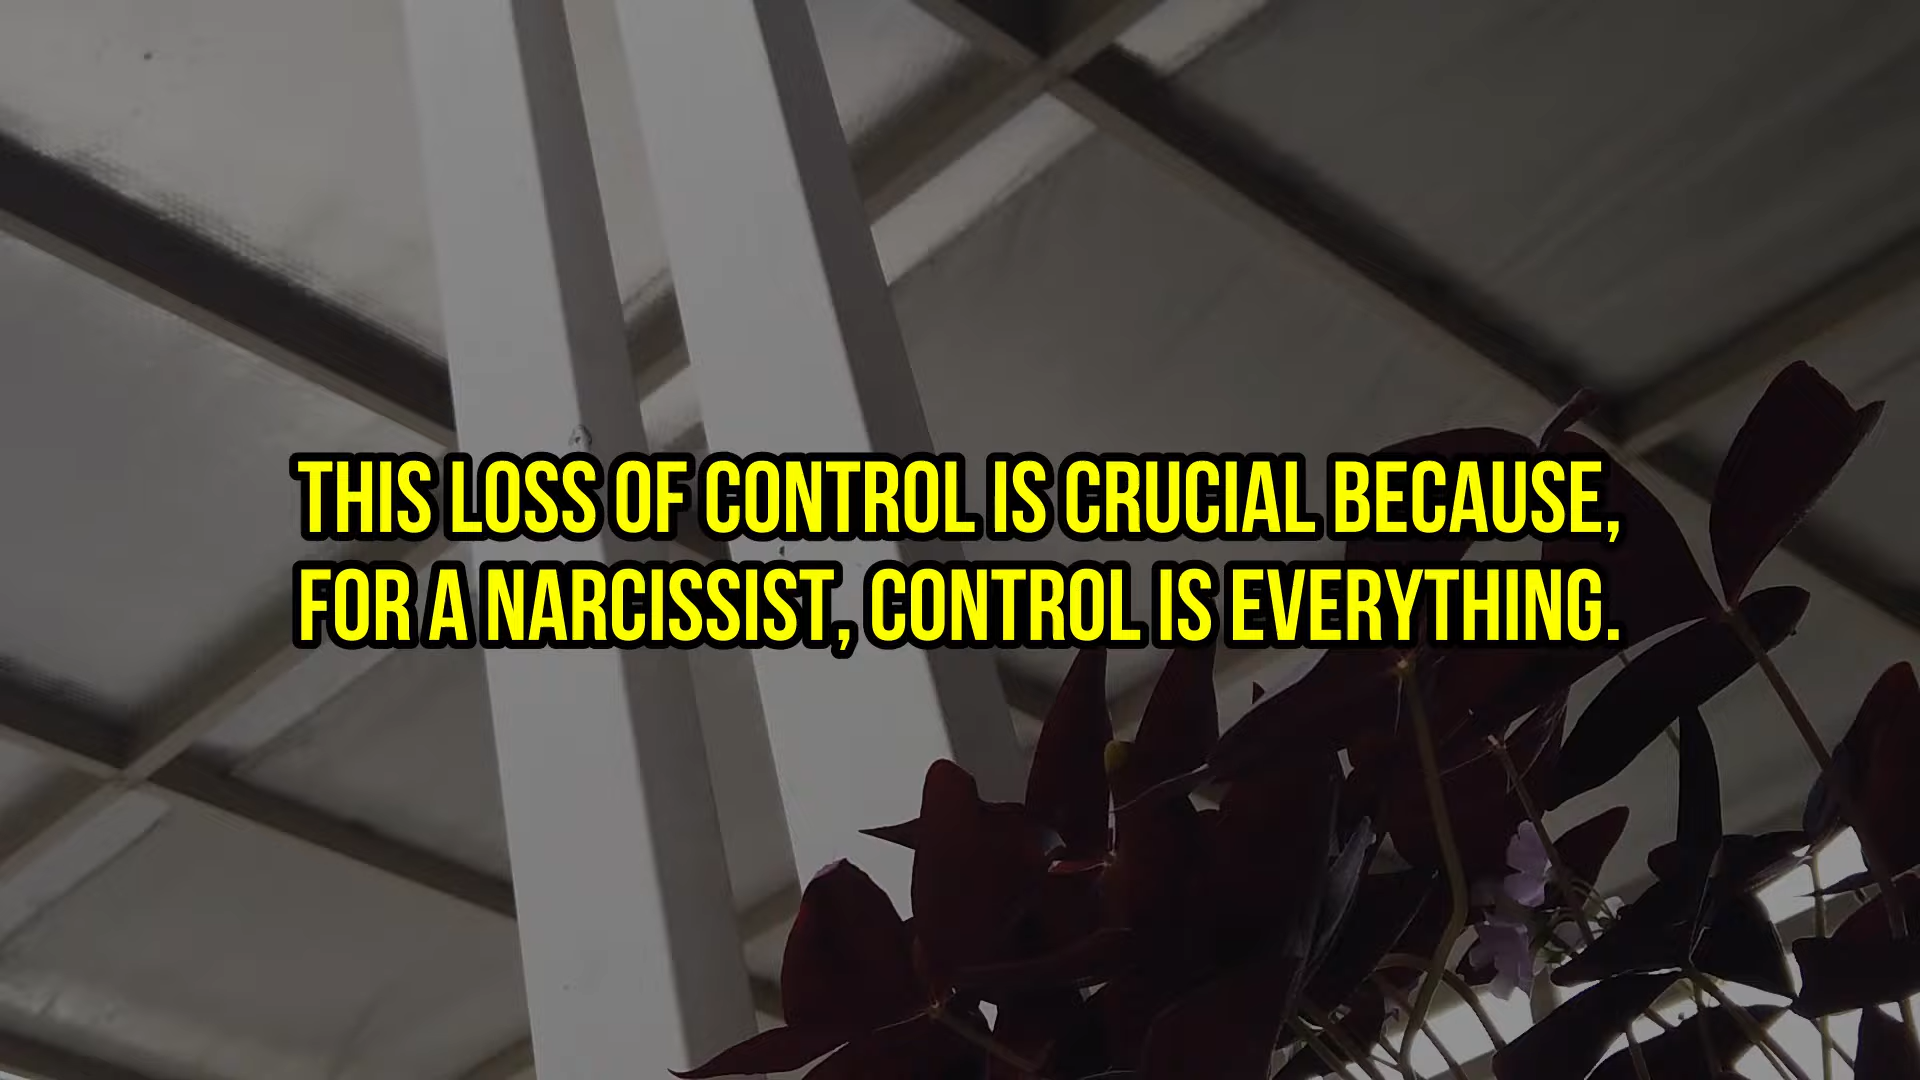 THIS LOSS OF CONTROL IS CRUCIAL BECAUSE,
FOR A NARCISSIST, CONTROL IS EVERYTHING.